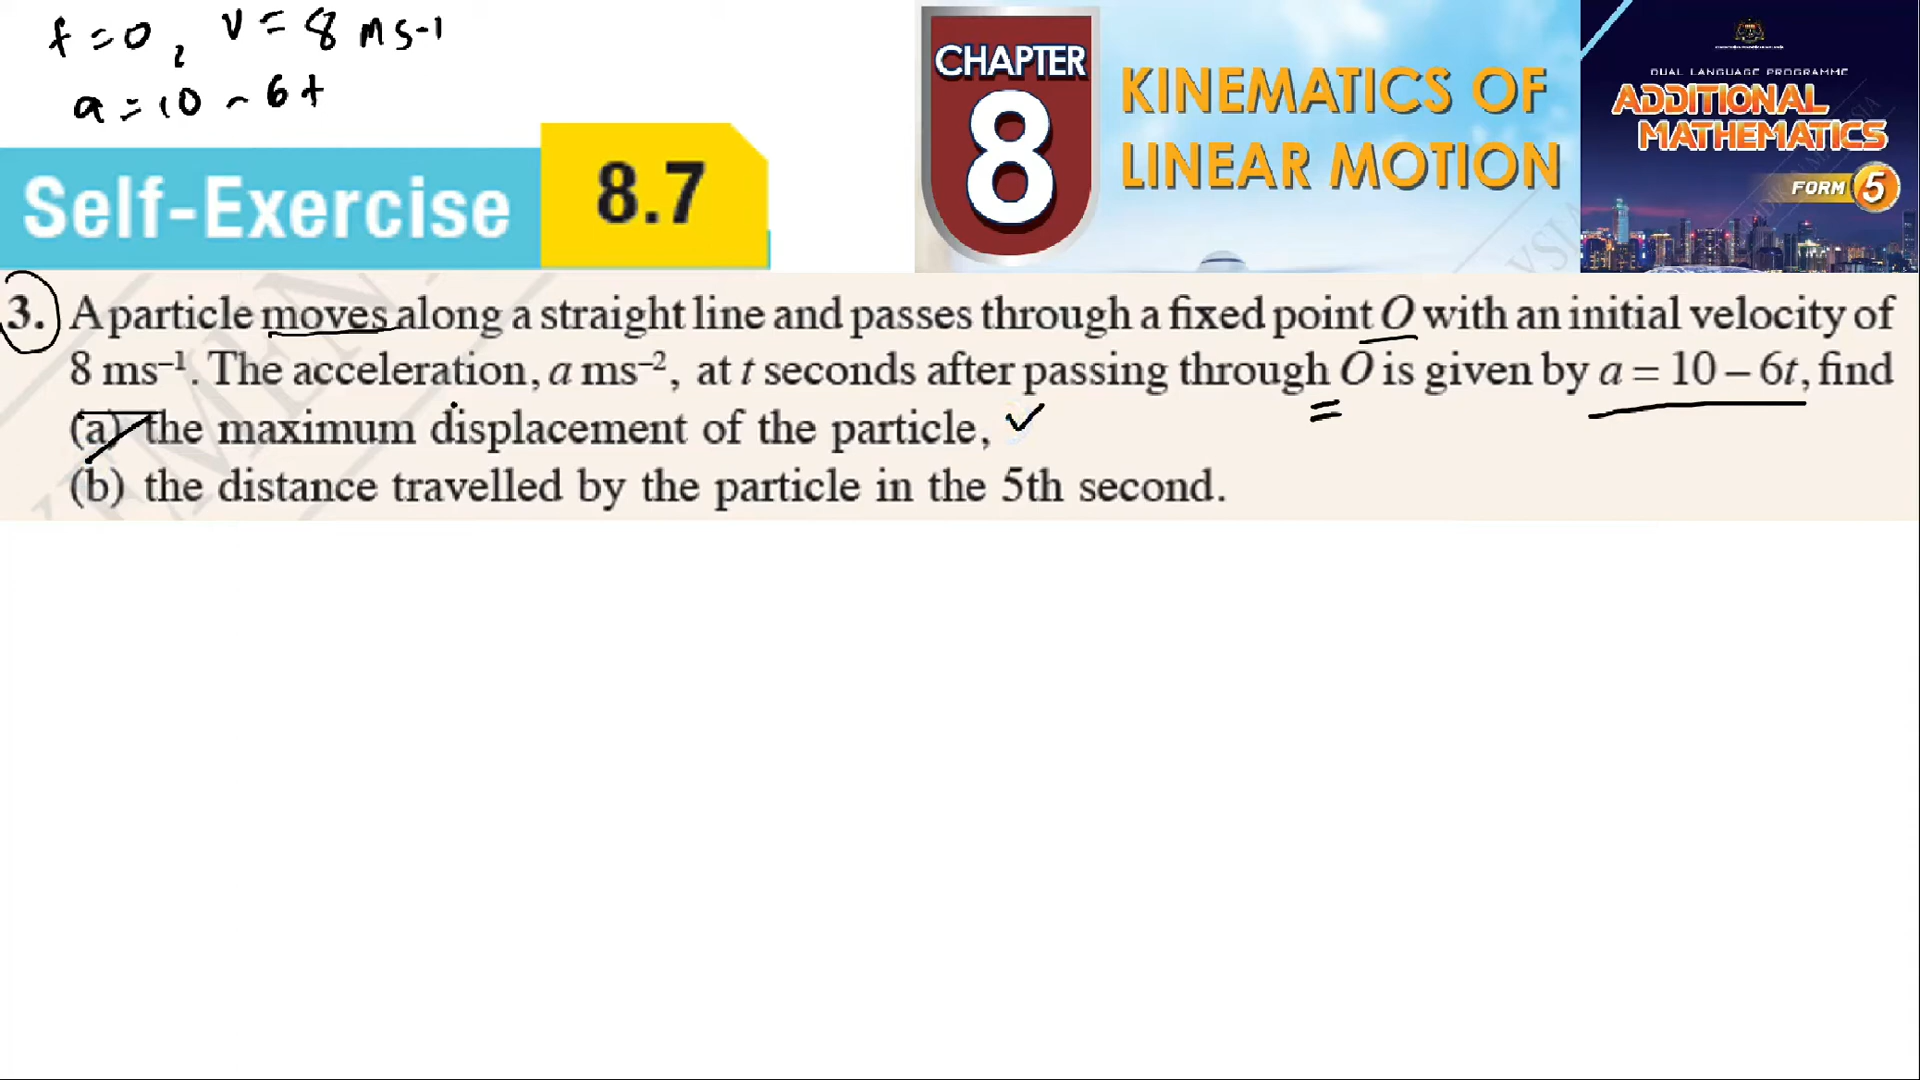 t = 0, v = 8 ms-1
a = 10 - 6t
Self-Exercise 8.7
CHAPTER 8
KINEMATICS OF
LINEAR MOTION
DUAL LANGUAGE PROGRAMME
ADDITIONAL
MATHEMATICS
FORM 5
3. A particle moves along a straight line and passes through a fixed point O with an initial velocity of
8 ms⁻¹. The acceleration, a ms⁻², at t seconds after passing through O is given by a = 10 – 6t, find
(a) the maximum displacement of the particle,
(b) the distance travelled by the particle in the 5th second.